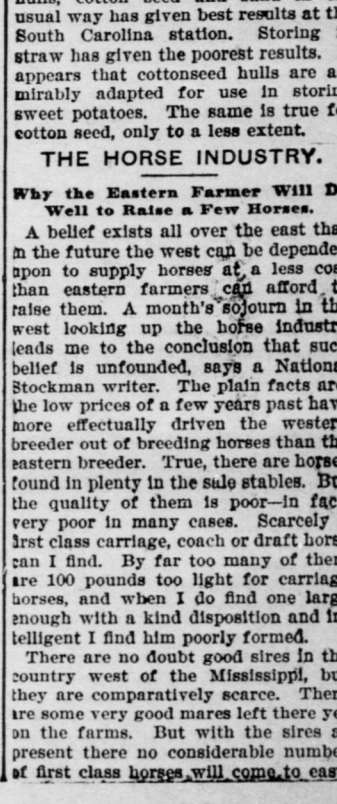 hulls, cotton seed and sand in the
usual way has given best results at th
South Carolina station. Storing
straw has given the poorest results.
appears that cottonseed hulls are a
mirably adapted for use in storin
sweet potatoes. The same is true f
cotton seed, only to a less extent.
THE HORSE INDUSTRY.
Why the Eastern Farmer Will D
Well to Raise a Few Horses.
A belief exists all over the east tha
in the future the west can be depende
upon to supply horses at a less cos
than eastern farmers can afford t
raise them. A month's sojourn in th
west looking up the horse industr
leads me to the conclusion that suc
belief is unfounded, says a Nationa
Stockman writer. The plain facts are
the low prices of a few years past hav
more effectually driven the wester
breeder out of breeding horses than th
eastern breeder. True, there are horse
found in plenty in the sale stables. Bu
the quality of them is poor—in fac
very poor in many cases. Scarcely
first class carriage, coach or draft hors
can I find. By far too many of them
are 100 pounds too light for carriag
horses, and when I do find one larg
enough with a kind disposition and in
telligent I find him poorly formed.
There are no doubt good sires in th
country west of the Mississippi, bu
they are comparatively scarce. Ther
are some very good mares left there ye
on the farms. But with the sires a
present there no considerable numbe
of first class horses will come to eas